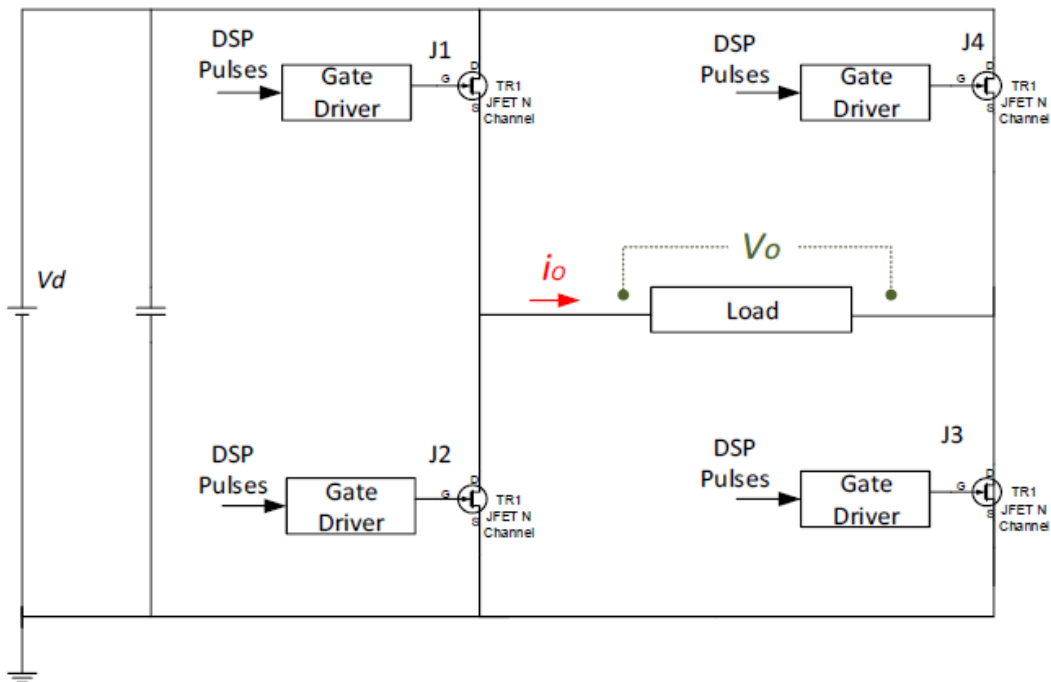 DSP
Pulses
J1
Gate
Driver
G
D
S
TR1
JFET N
Channel
DSP
Pulses
J4
Gate
Driver
G
D
S
TR1
JFET N
Channel
Vd
io
Vo
Load
DSP
Pulses
J2
Gate
Driver
G
D
S
TR1
JFET N
Channel
DSP
Pulses
J3
Gate
Driver
G
D
S
TR1
JFET N
Channel